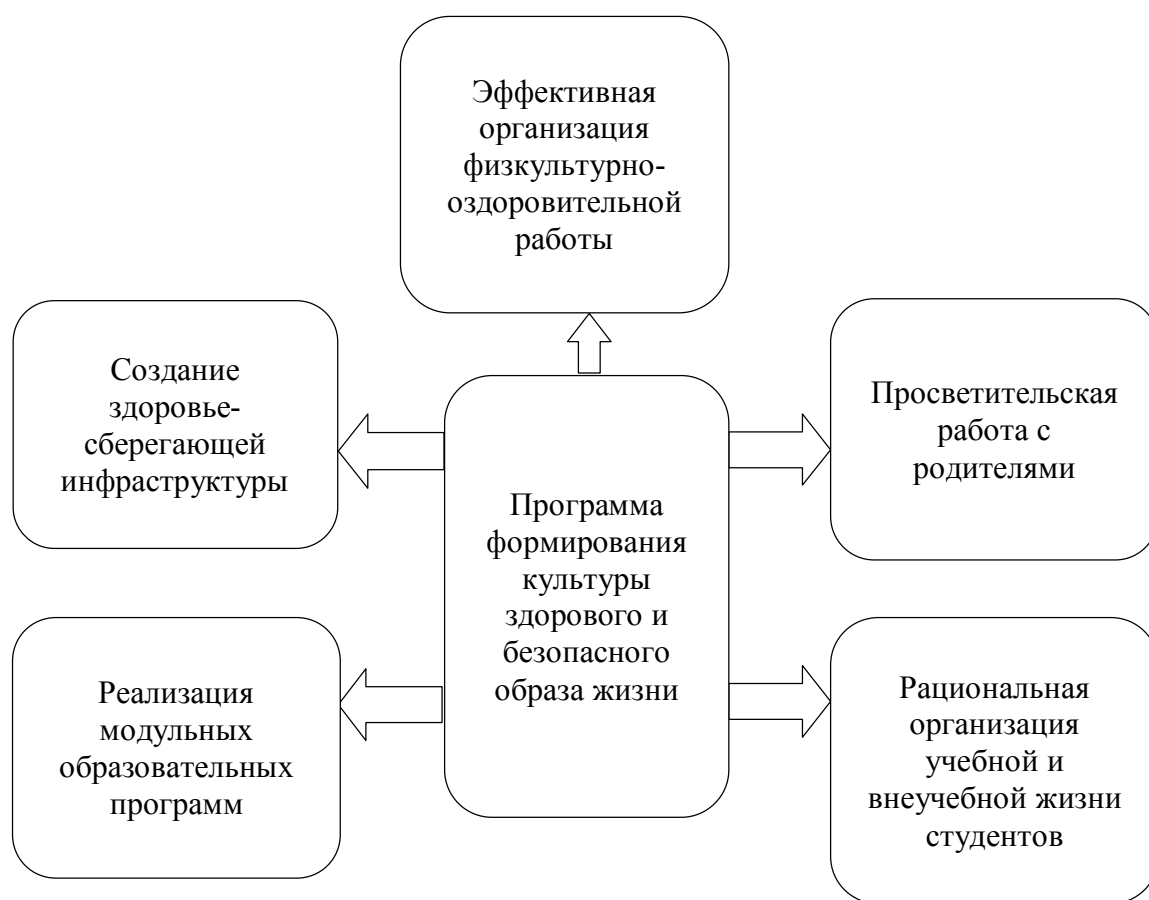 Эффективная
организация
физкультурно-
оздоровительной
работы
Создание
здоровье-
сберегающей
инфраструктуры
Просветительская
работа с
родителями
Программа
формирования
культуры
здорового и
безопасного
образа жизни
Реализация
модульных
образовательных
программ
Рациональная
организация
учебной и
внеучебной жизни
студентов